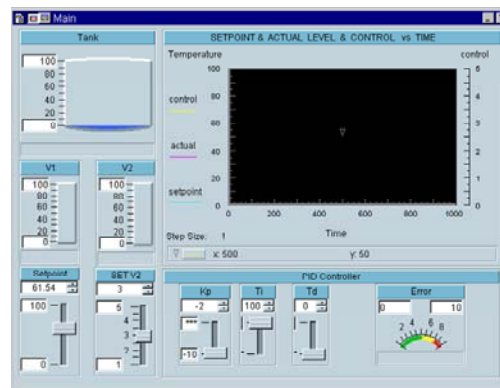 Main
Tank
100
80
60
40
20
0
V1
V2
100
80
60
40
20
0
100
80
60
40
20
0
Setpoint
SET V2
61.54
3
100
0
5
4
3
2
1
SETPOINT & ACTUAL LEVEL & CONTROL vs TIME
Temperature
control
100
80
60
40
20
0
control
actual
setpoint
5
4
3
2
1
0
0 200 400 600 800 1000
Step Size: 1
Time
x: 500
y: 50
PID Controller
Kp
Ti
Td
Error
-2
100
0
0
10
-10
2 4 6 8